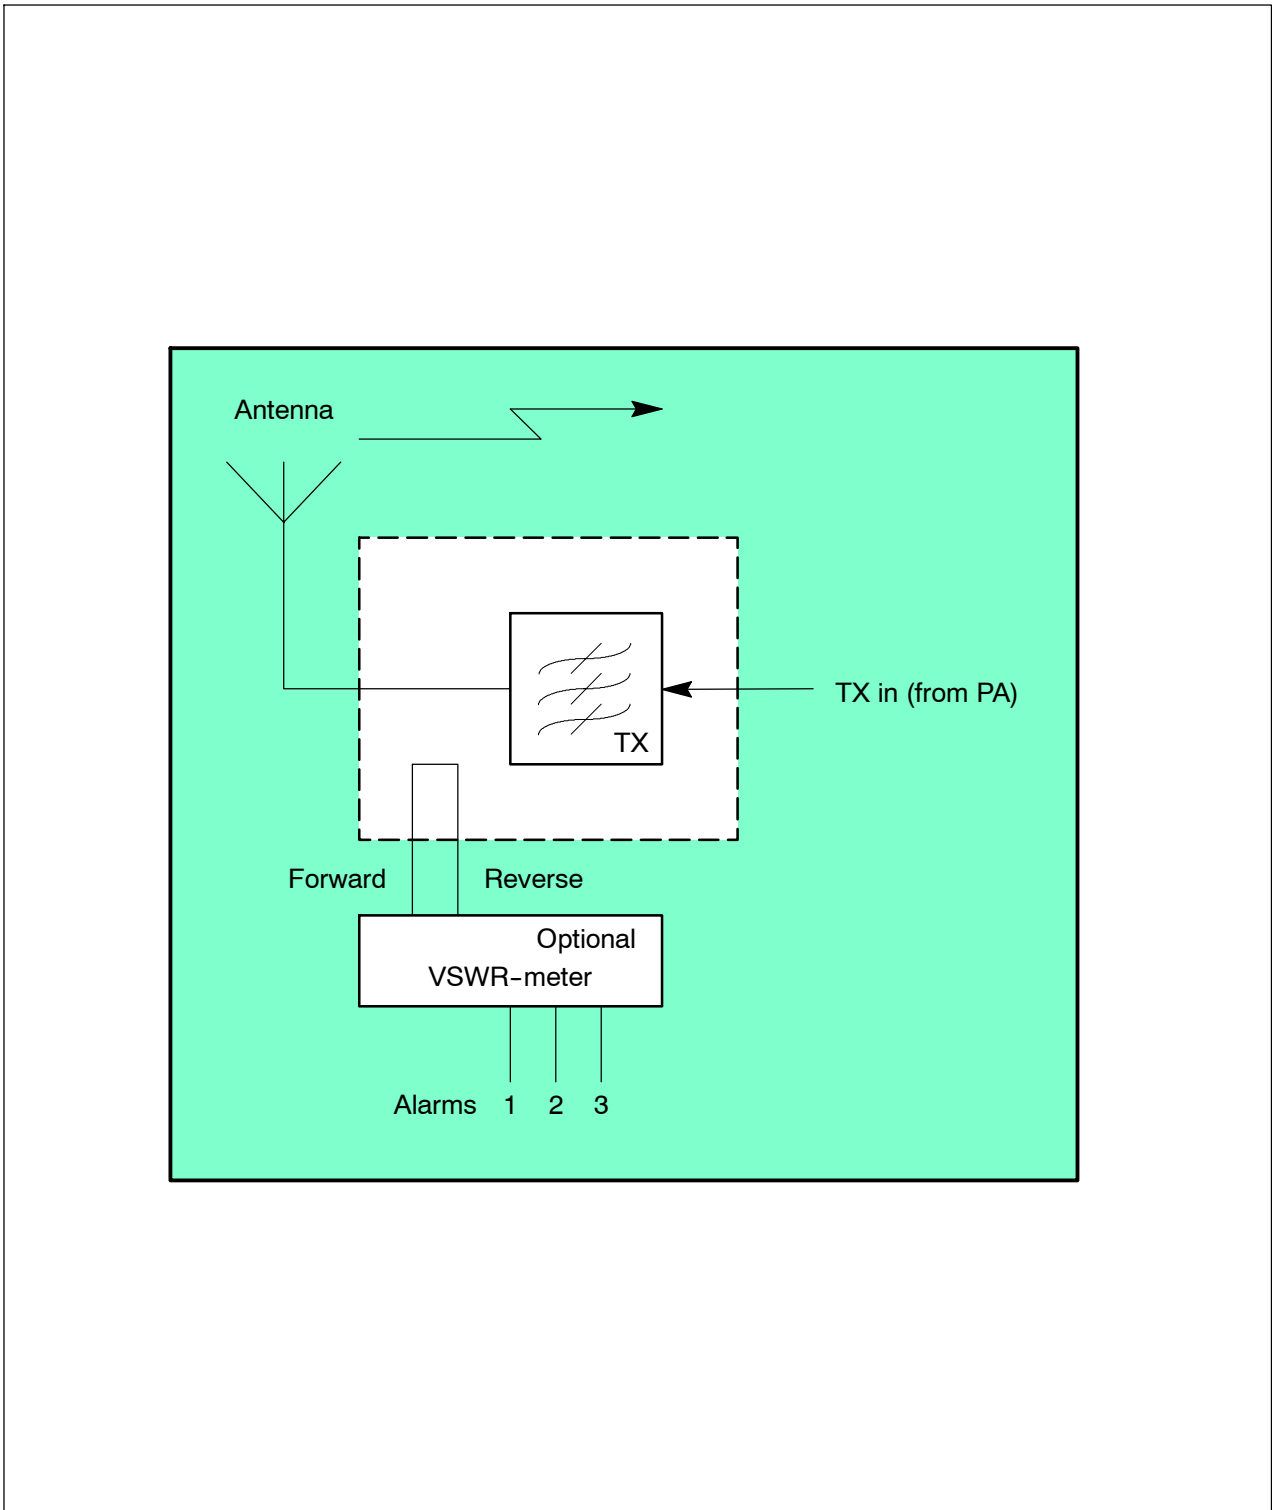 Antenna
TX in (from PA)
TX
Forward
Reverse
Optional
VSWR-meter
Alarms 1 2 3